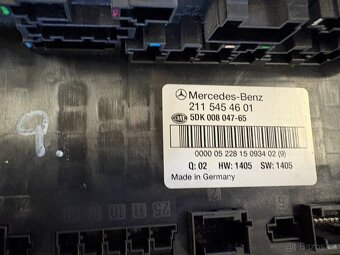 Mercedes-Benz
211 545 46 01
5DK 008 047-65
0000 05 228 15 0934 02 (9)
Q: 02 HW: 1405 SW: 1405
Made in Germany